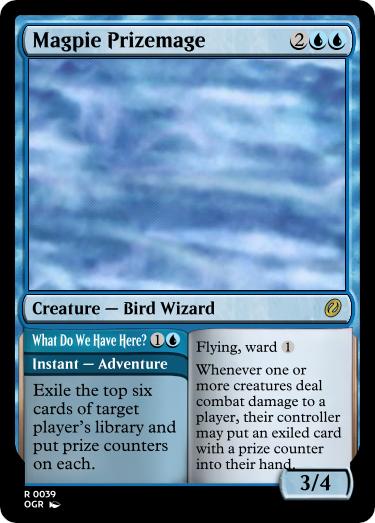 Magpie Prizemage 2
Creature — Bird Wizard
What Do We Have Here? 1
Instant — Adventure
Exile the top six
cards of target
player's library and
put prize counters
on each.
Flying, ward 1
Whenever one or
more creatures deal
combat damage to a
player, their controller
may put an exiled card
with a prize counter
into their hand.
3/4
R 0039
OGR